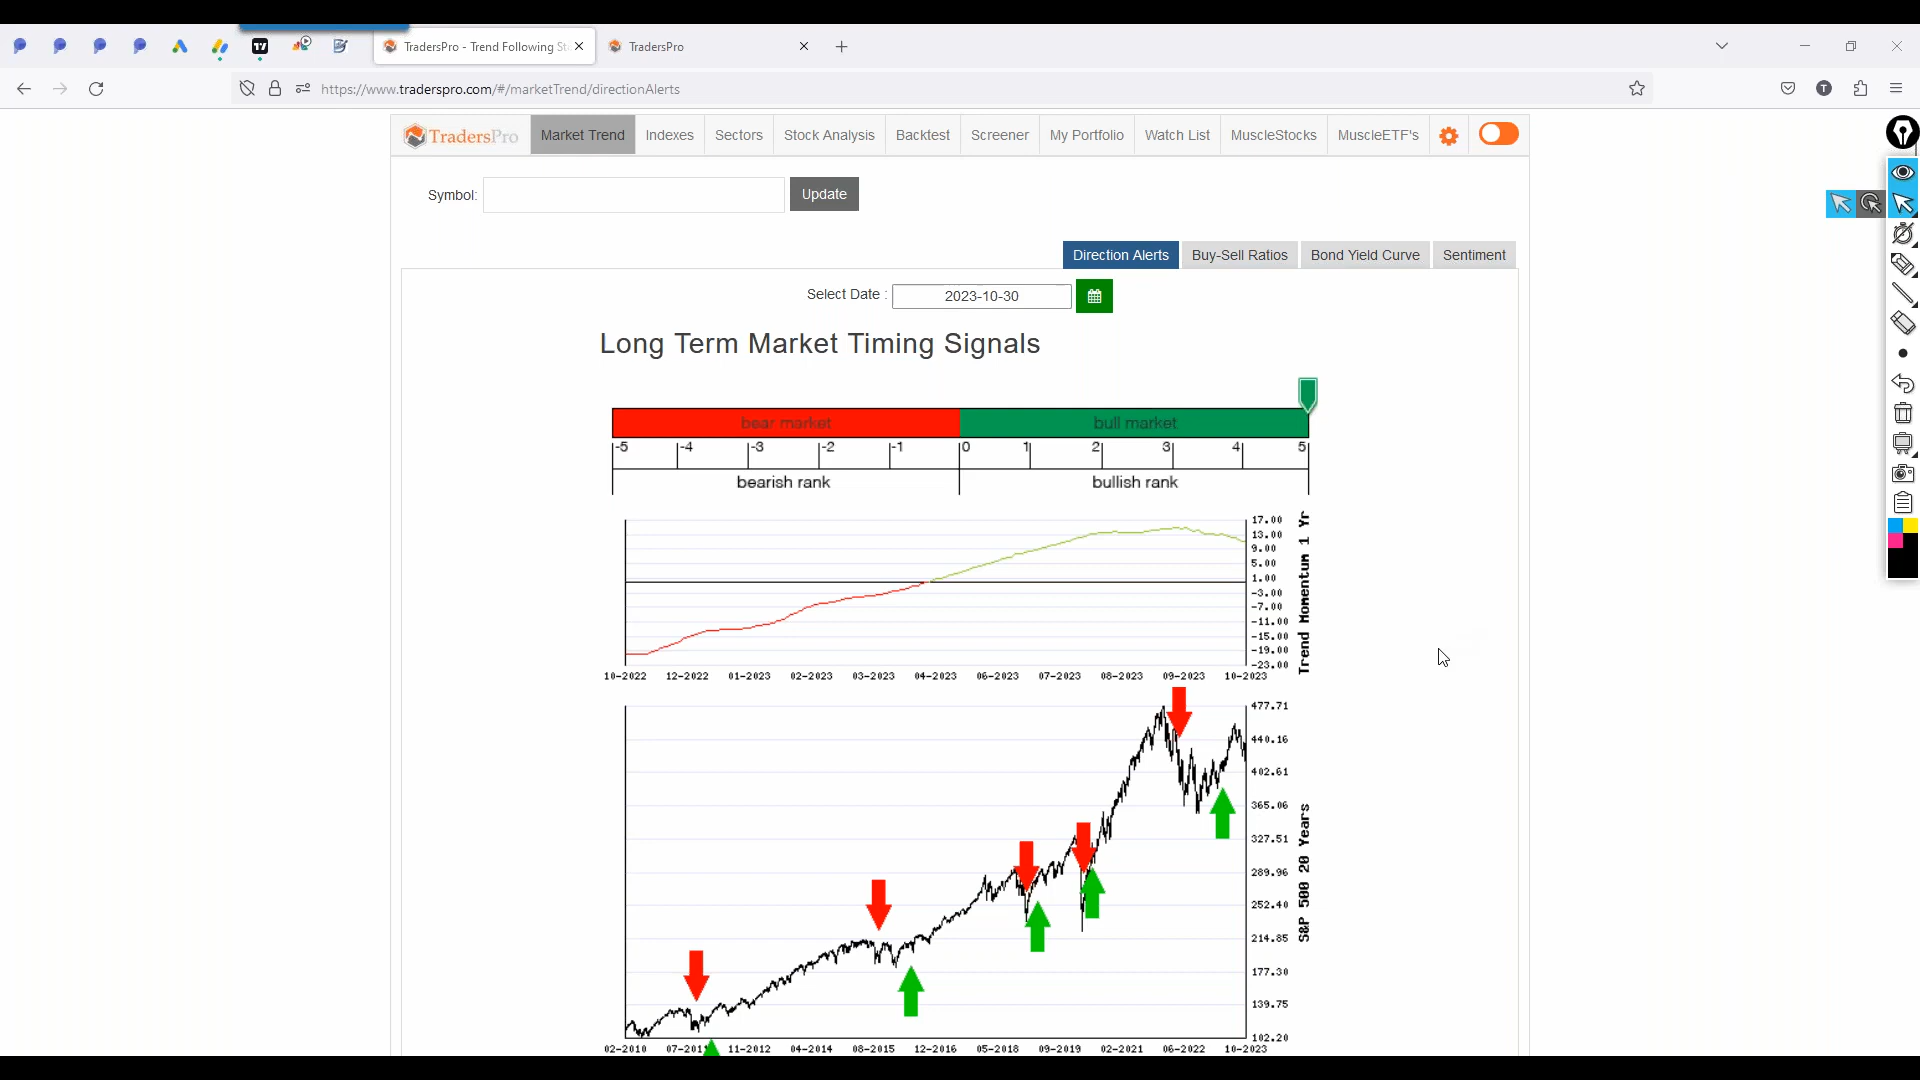 TradersPro - Trend Following St
TradersPro
https://www.traderspro.com/#/marketTrend/directionAlerts
T
TradersPro
Market Trend
Indexes
Sectors
Stock Analysis
Backtest
Screener
My Portfolio
Watch List
MuscleStocks
MuscleETF's
Symbol:
Update
Direction Alerts
Buy-Sell Ratios
Bond Yield Curve
Sentiment
Select Date :
2023-10-30
Long Term Market Timing Signals
bear market
bull market
-5 -4 -3 -2 -1 0 1 2 3 4 5
bearish rank
bullish rank
17.00
13.00
9.00
5.00
1.00
-3.00
-7.00
-11.00
-15.00
-19.00
-23.00
Trend Momentum 1 Yr
10-2022 12-2022 01-2023 02-2023 03-2023 04-2023 06-2023 07-2023 08-2023 09-2023 10-2023
477.71
440.16
402.61
365.06
327.51
289.96
252.40
214.85
177.30
139.75
102.20
S&P 500 20 Years
02-2010 07-2011 11-2012 04-2014 08-2015 12-2016 05-2018 09-2019 02-2021 06-2022 10-2023